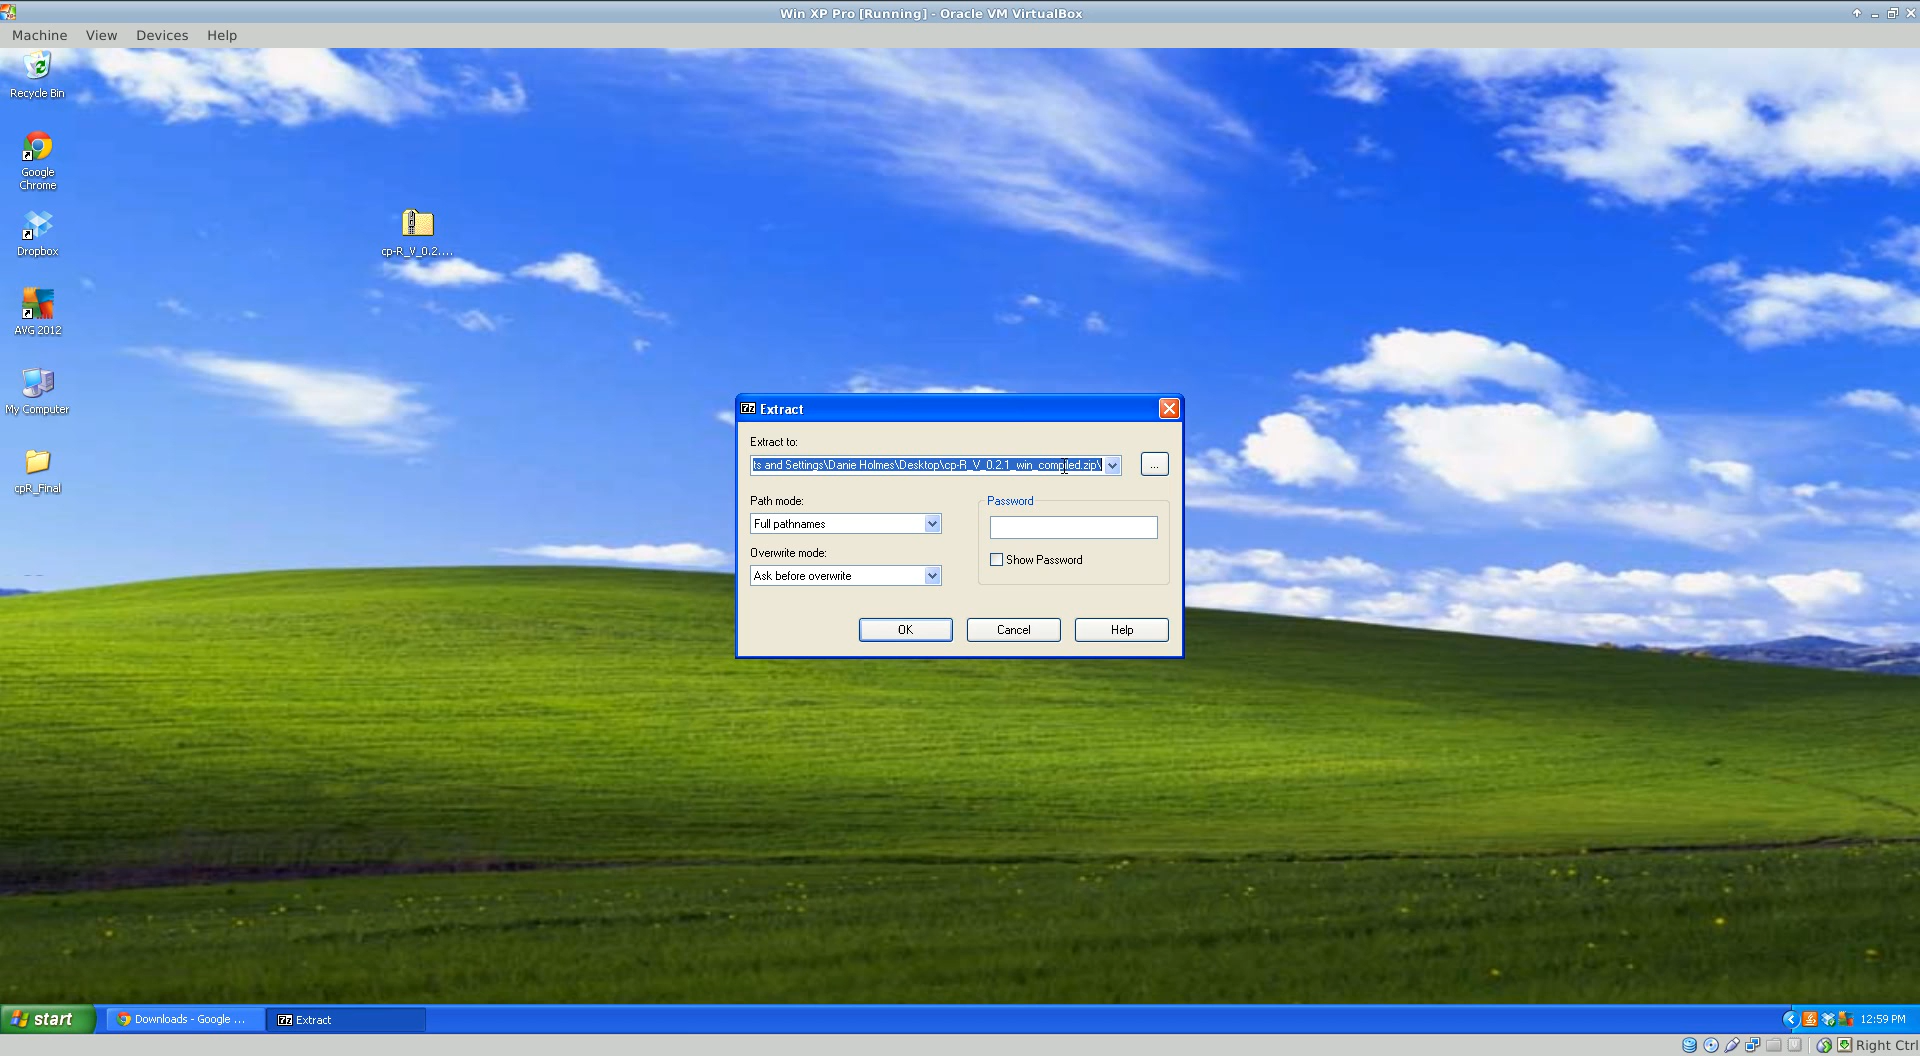 Win XP Pro [Running] - Oracle VM VirtualBox
Machine View Devices Help
Recycle Bin
Google
Chrome
Dropbox
AVG 2012
My Computer
cpR_Final
cp-R_V_0.2....
Extract
Extract to:
ts and Settings\Danie Holmes\Desktop\cp-R_V_0.2.1_win_compiled.zip\
...
Path mode:
Full pathnames
Overwrite mode:
Ask before overwrite
Password
Show Password
OK Cancel Help
start Downloads - Google ... Extract 12:59 PM
Right Ctrl